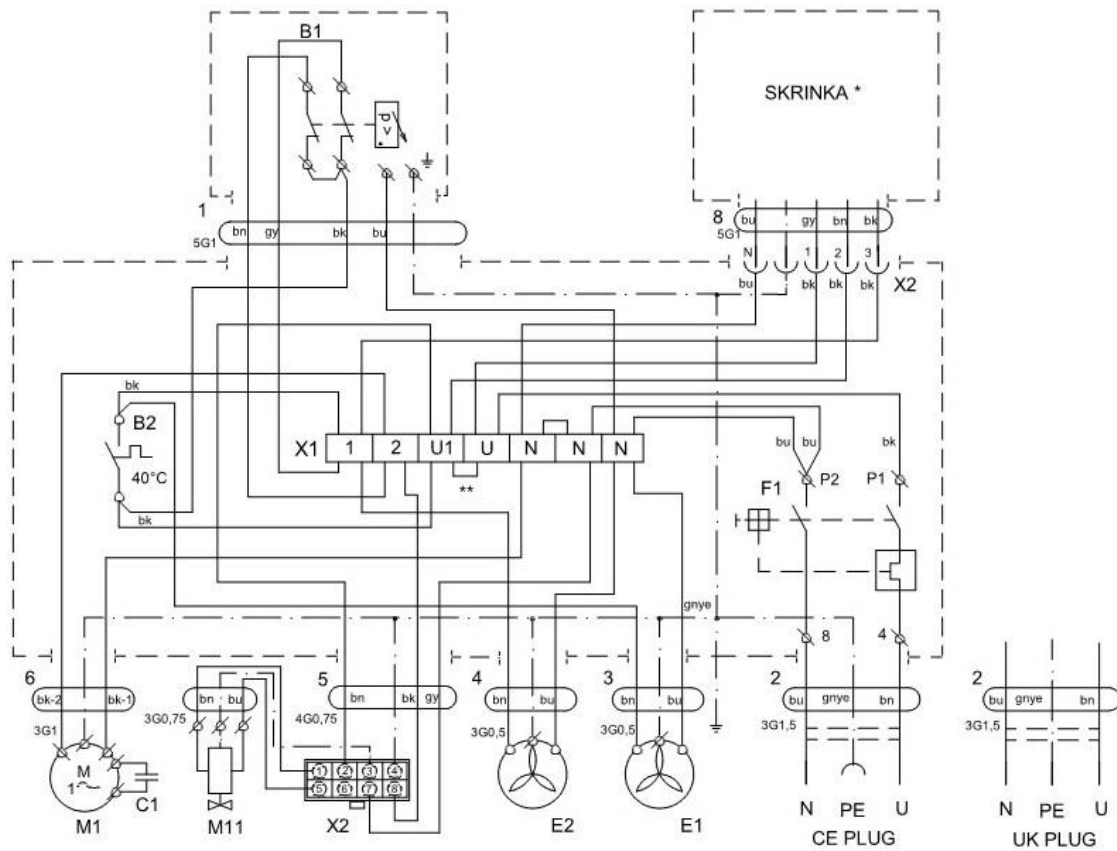 B1
SKRINKA *
p
<
1
5G1
bn gy bk bu
8
5G1
bu gy bn bk
N 1 2 3
X2
bu bk bk bk
bk
B2
40°C
bk
X1
1 2 U1 U N N N
**
bu bu bk
P2 P1
F1
gnye
8 4
6
bk-2 bk-1
3G1
bn bu
3G0,75
5
bn bk gy
4G0,75
4
bn bu
3G0,5
3
bn bu
3G0,5
2
bu gnye bn
3G1,5
2
bu gnye bn
3G1,5
M
1~
C1
1 2 3 4
5 6 7 8
M1
M11
X2
E2
E1
N PE U
CE PLUG
N PE U
UK PLUG